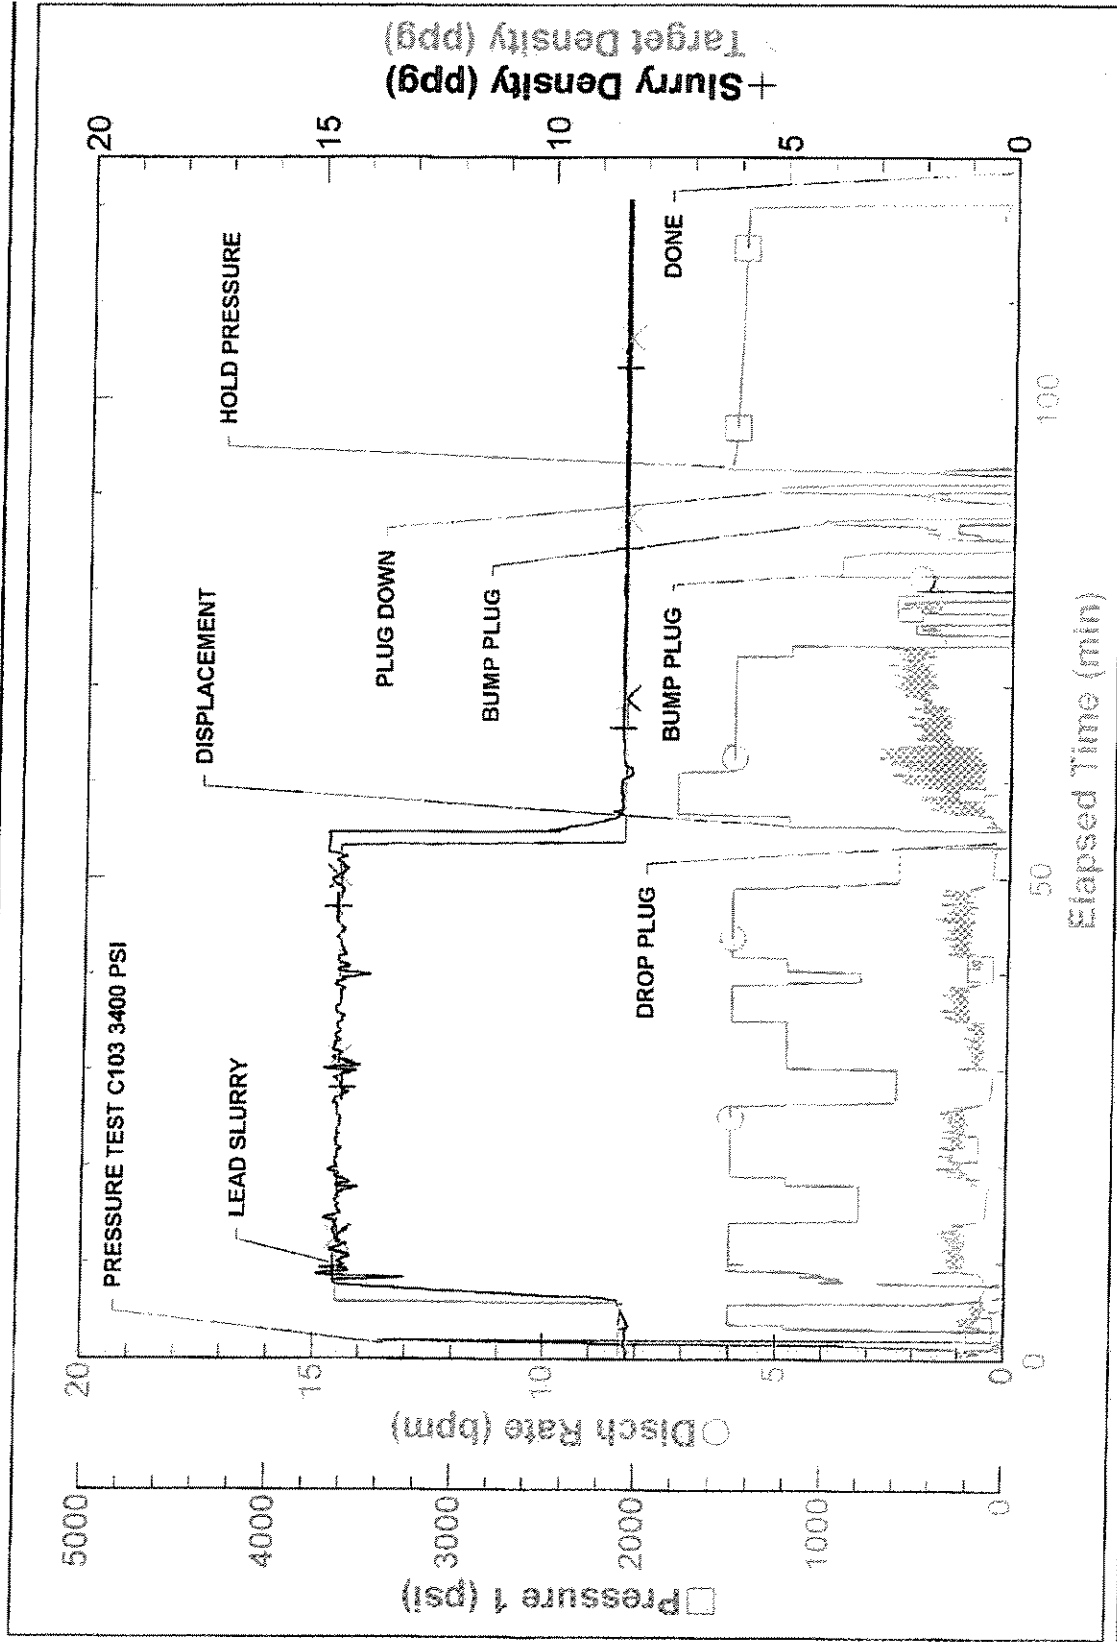 Pressure 1 (psi)
5000
4000
3000
2000
1000
0
Disch Rate (bpm)
20
15
10
5
0
PRESSURE TEST C103 3400 PSI
LEAD SLURRY
DISPLACEMENT
HOLD PRESSURE
PLUG DOWN
BUMP PLUG
BUMP PLUG
DROP PLUG
DONE
20
15
10
5
0
Slurry Density (ppg)
Target Density (ppg)
0
50
100
Elapsed Time (min)